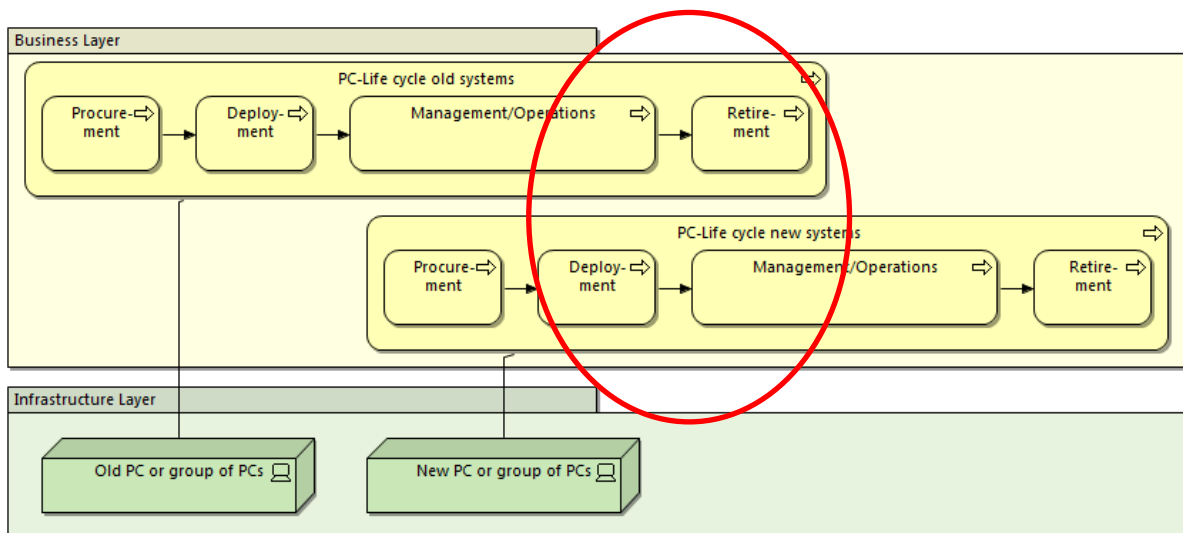 Business Layer
PC-Life cycle old systems
Procure-
ment
Deploy-
ment
Management/Operations
Retire-
ment
PC-Life cycle new systems
Procure-
ment
Deploy-
ment
Management/Operations
Retire-
ment
Infrastructure Layer
Old PC or group of PCs
New PC or group of PCs